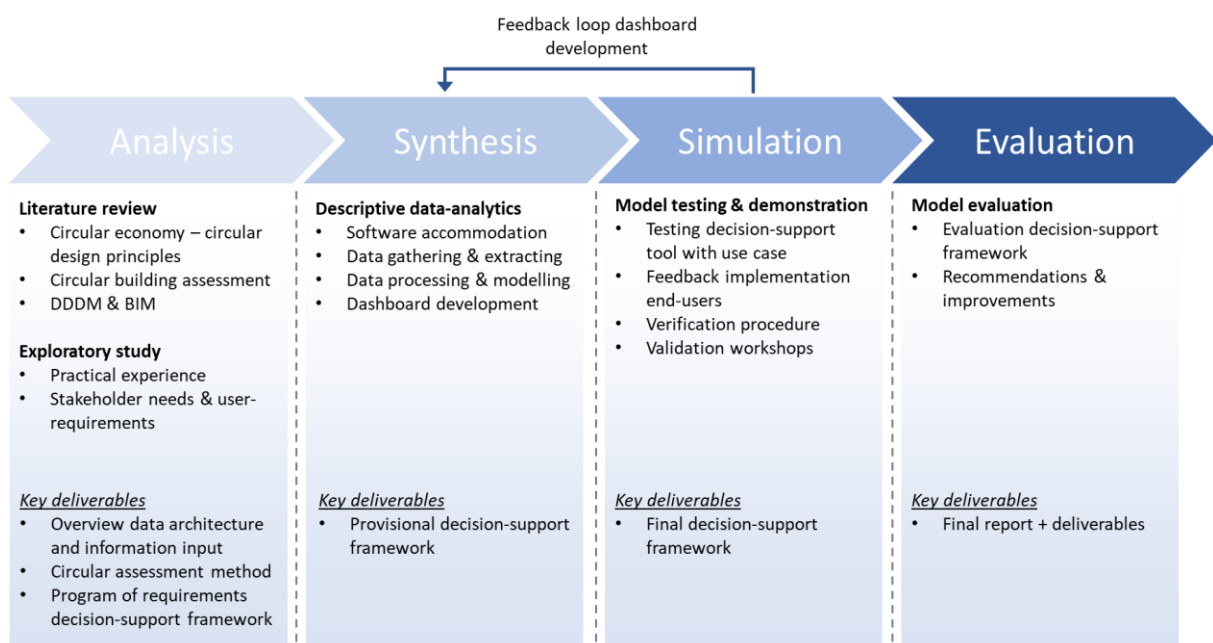 Feedback loop dashboard
development
Analysis
Synthesis
Simulation
Evaluation
Literature review
• Circular economy – circular
design principles
• Circular building assessment
• DDDM & BIM
Exploratory study
• Practical experience
• Stakeholder needs & user-
requirements
Key deliverables
• Overview data architecture
and information input
• Circular assessment method
• Program of requirements
decision-support framework
Descriptive data-analytics
• Software accommodation
• Data gathering & extracting
• Data processing & modelling
• Dashboard development
Key deliverables
• Provisional decision-support
framework
Model testing & demonstration
• Testing decision-support
tool with use case
• Feedback implementation
end-users
• Verification procedure
• Validation workshops
Key deliverables
• Final decision-support
framework
Model evaluation
• Evaluation decision-support
framework
• Recommendations &
improvements
Key deliverables
• Final report + deliverables